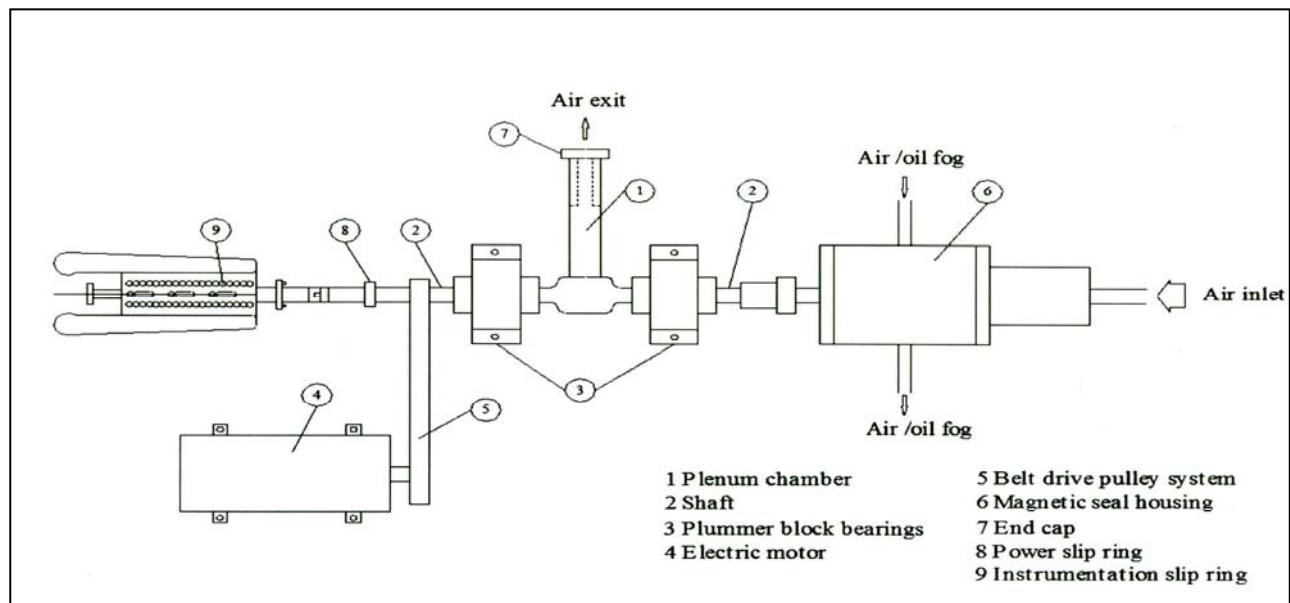 Air exit
7
Air /oil fog
1
2
6
9
8
2
Air inlet
3
4
5
Air /oil fog
1 Plenum chamber
2 Shaft
3 Plummer block bearings
4 Electric motor
5 Belt drive pulley system
6 Magnetic seal housing
7 End cap
8 Power slip ring
9 Instrumentation slip ring